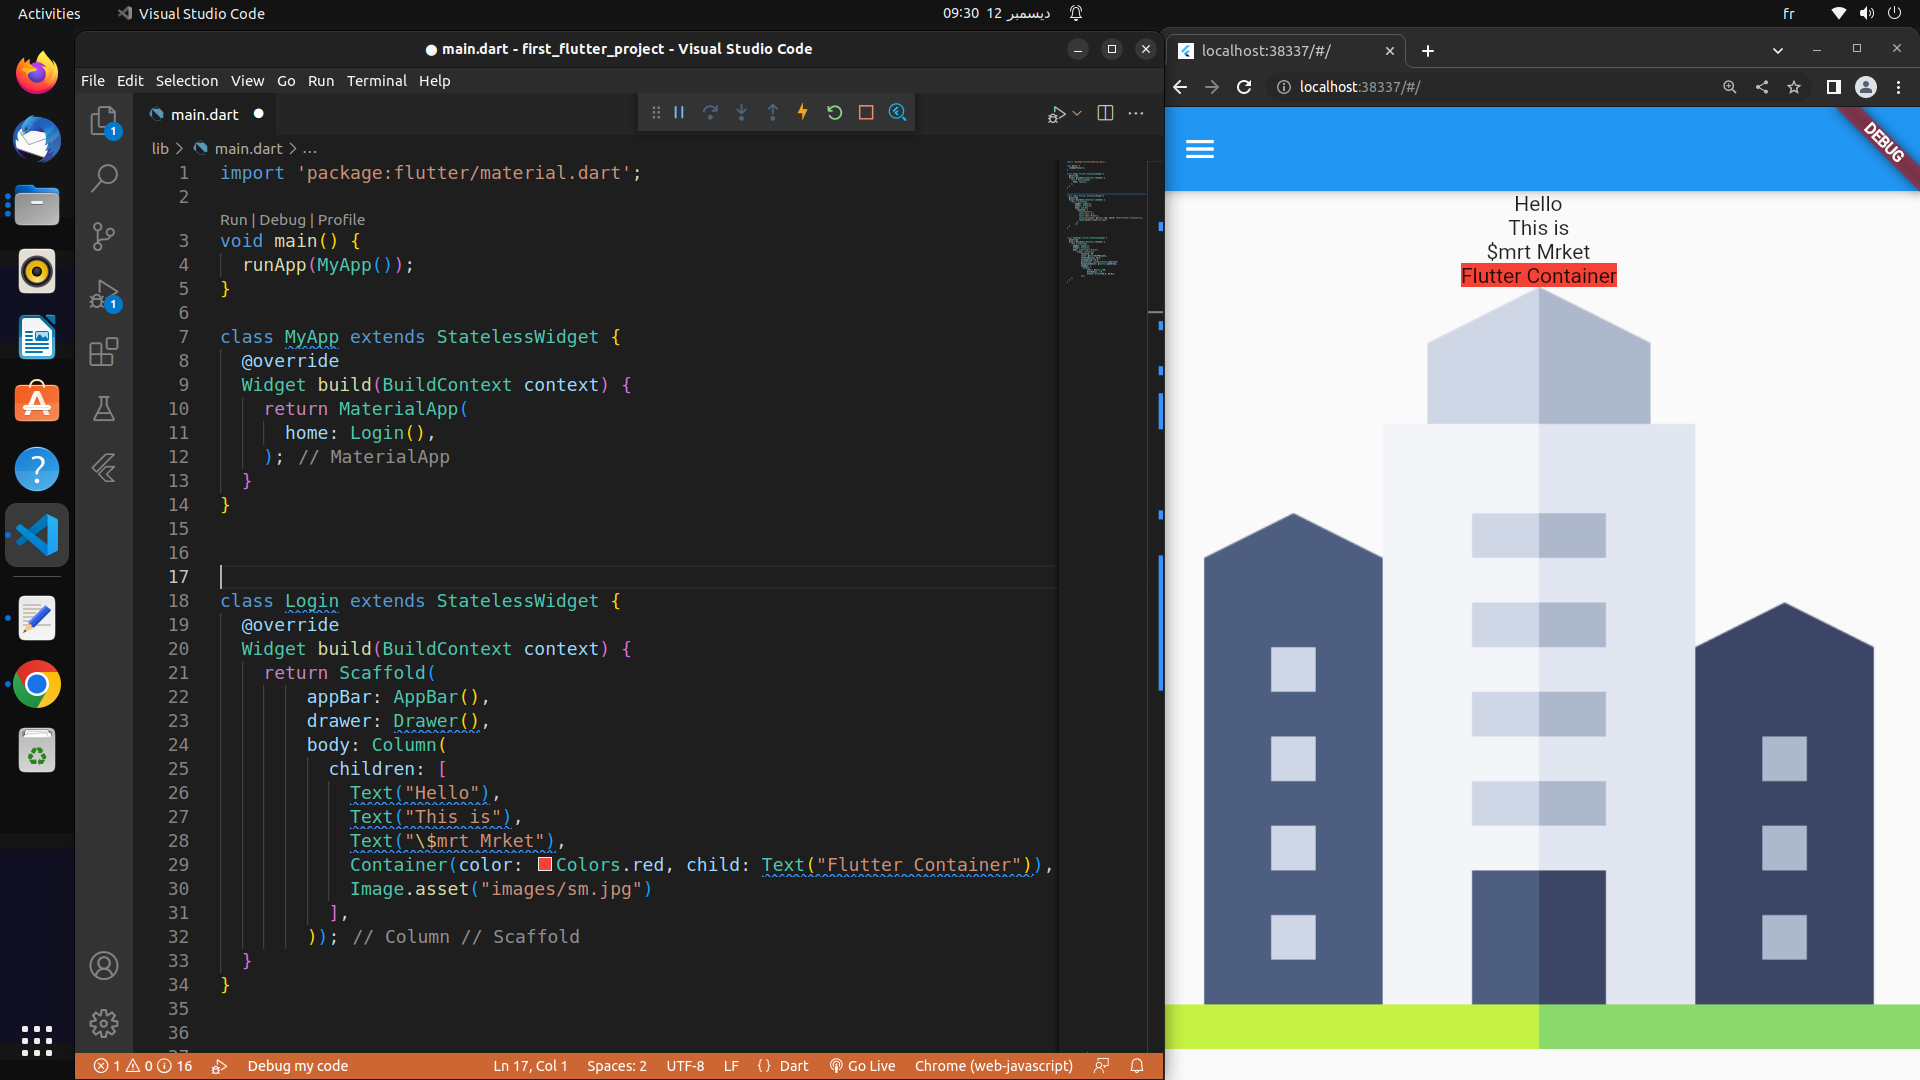 Activities
Visual Studio Code
09:30 12 ديسمبر
fr
● main.dart - first_flutter_project - Visual Studio Code
File Edit Selection View Go Run Terminal Help
main.dart
lib > main.dart > ...
1 import 'package:flutter/material.dart';
2
Run | Debug | Profile
3 void main() {
4 runApp(MyApp());
5 }
6
7 class MyApp extends StatelessWidget {
8 @override
9 Widget build(BuildContext context) {
10 return MaterialApp(
11 home: Login(),
12 ); // MaterialApp
13 }
14 }
15
16
17
18 class Login extends StatelessWidget {
19 @override
20 Widget build(BuildContext context) {
21 return Scaffold(
22 appBar: AppBar(),
23 drawer: Drawer(),
24 body: Column(
25 children: [
26 Text("Hello"),
27 Text("This is"),
28 Text("\$mrt Mrket"),
29 Container(color: Colors.red, child: Text("Flutter Container")),
30 Image.asset("images/sm.jpg")
31 ],
32 )); // Column // Scaffold
33 }
34 }
35
36
1
1
1 0 16 Debug my code Ln 17, Col 1 Spaces: 2 UTF-8 LF {} Dart Go Live Chrome (web-javascript)
localhost:38337/#/
localhost:38337/#/
DEBUG
Hello
This is
$mrt Mrket
Flutter Container